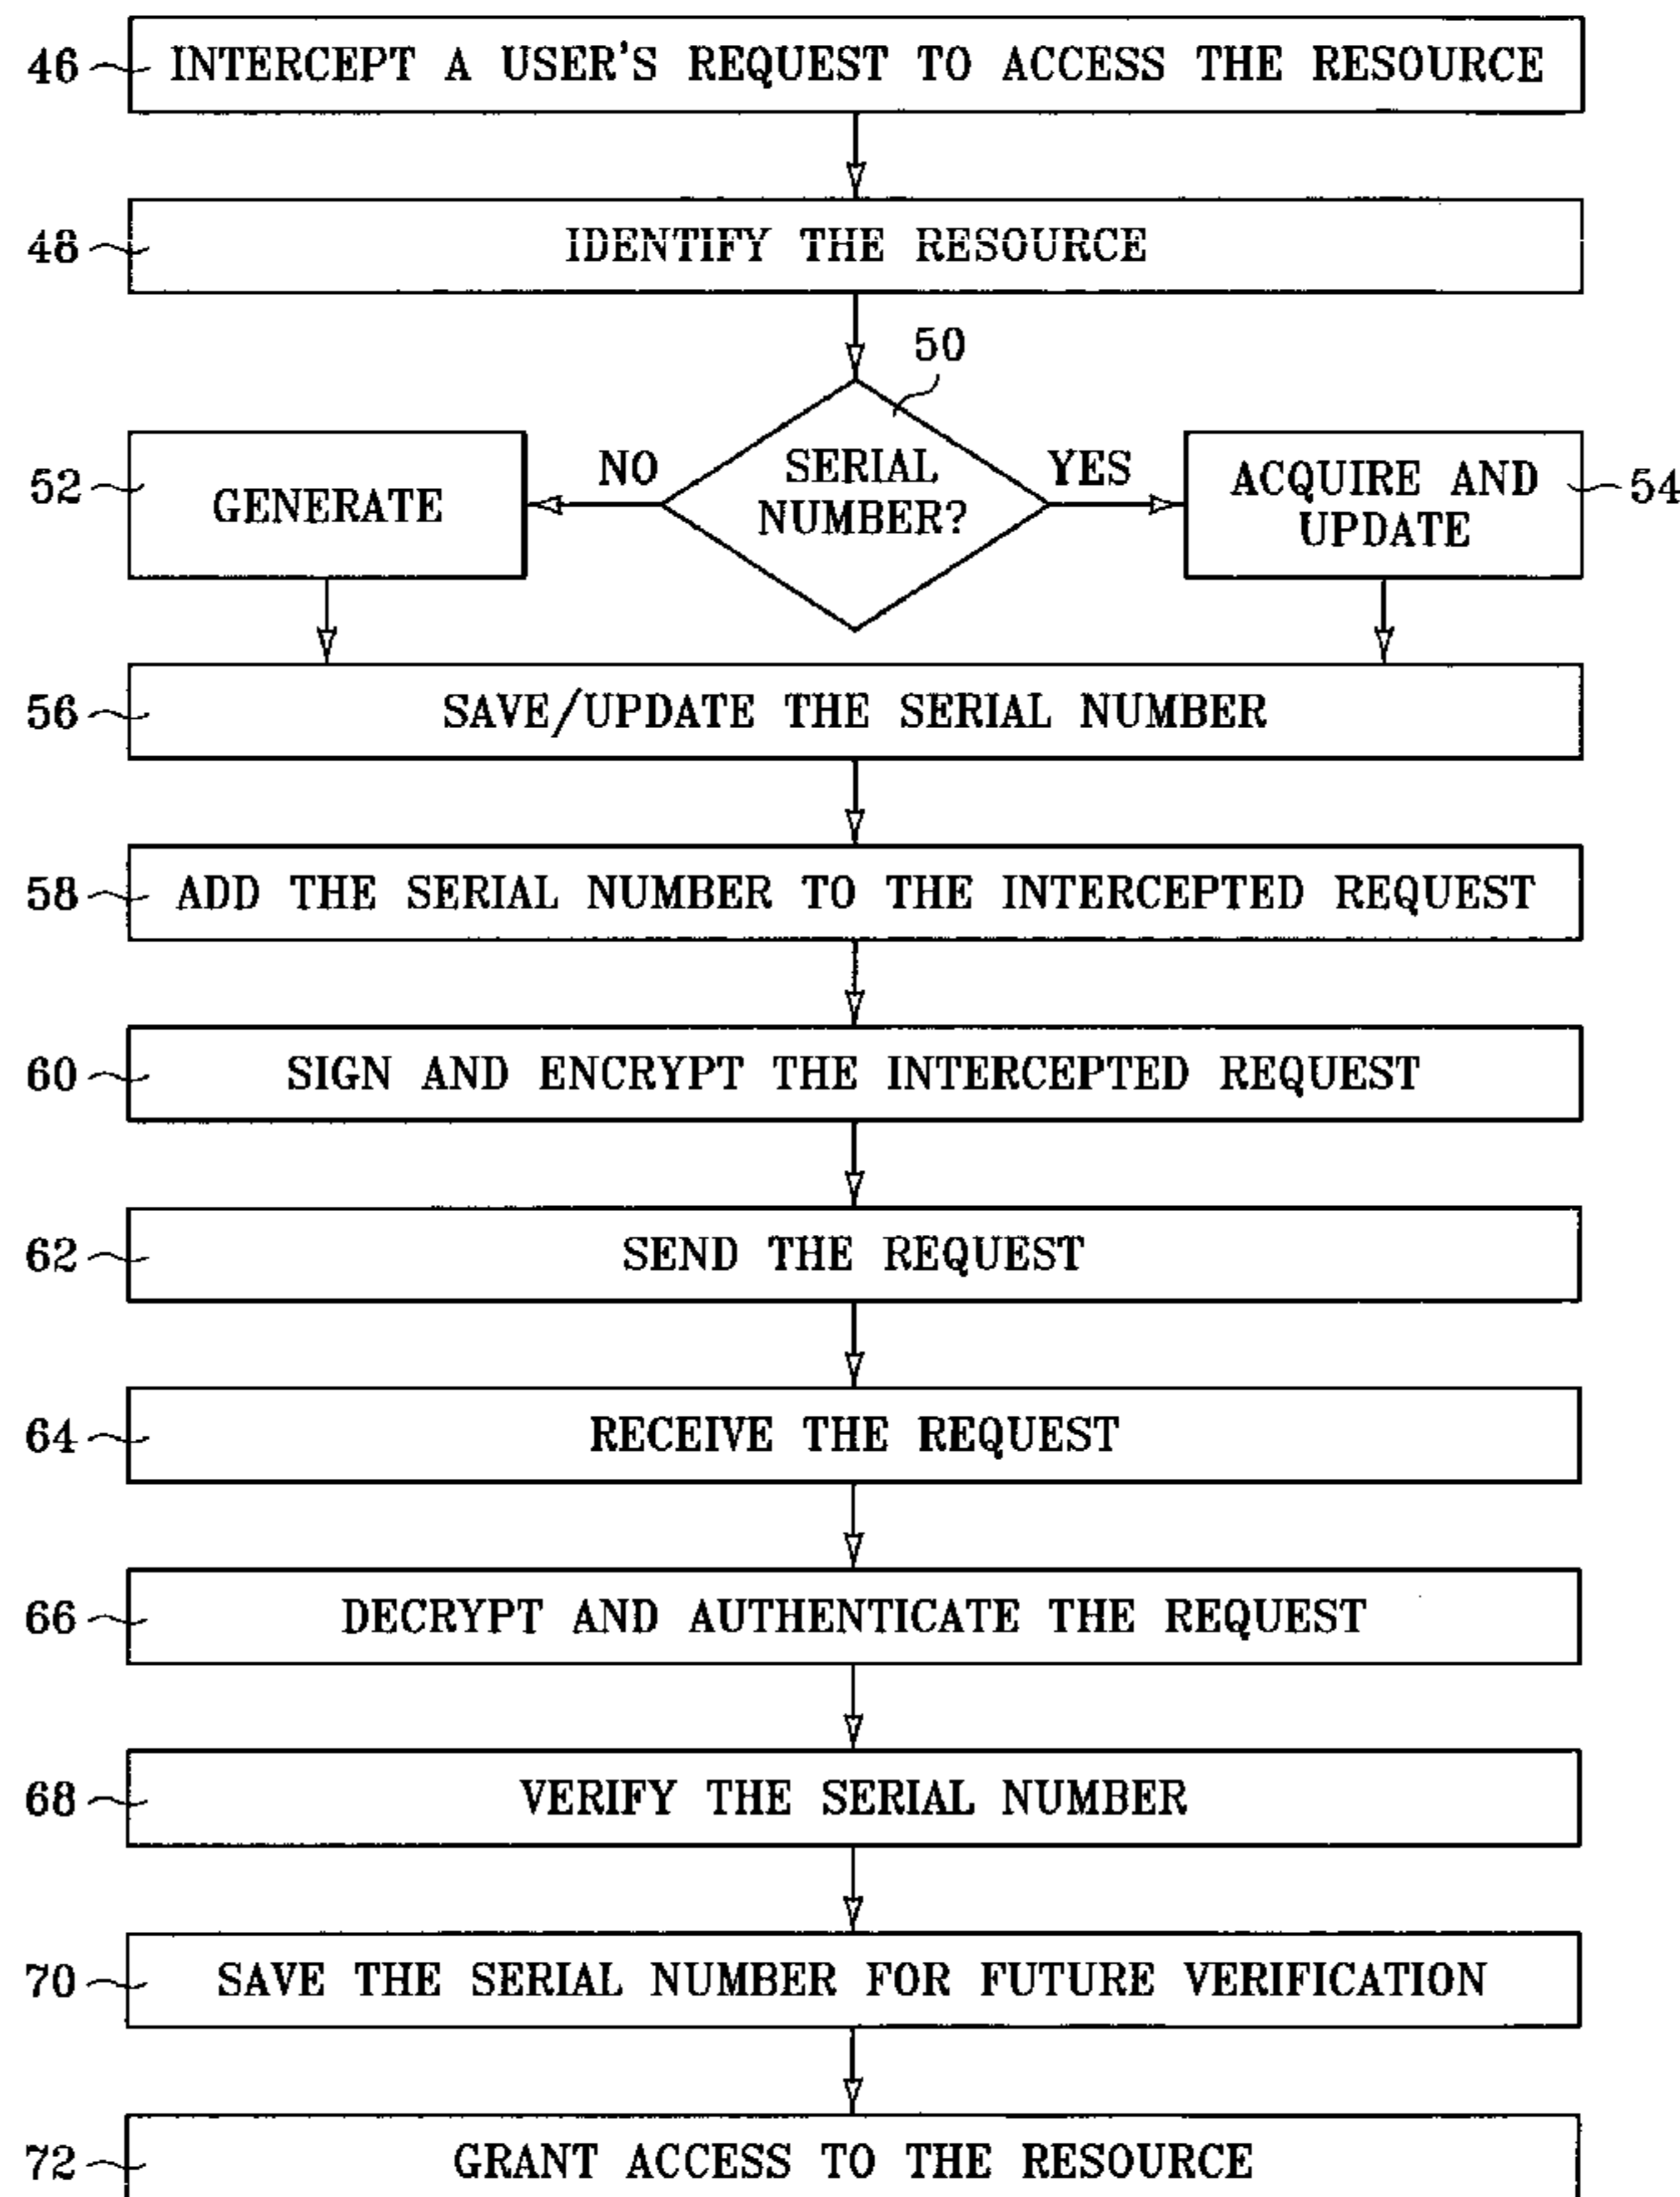 46 INTERCEPT A USER'S REQUEST TO ACCESS THE RESOURCE
48 IDENTIFY THE RESOURCE
50
SERIAL
NUMBER?
NO
YES
52 GENERATE
ACQUIRE AND
UPDATE
54
56 SAVE/UPDATE THE SERIAL NUMBER
58 ADD THE SERIAL NUMBER TO THE INTERCEPTED REQUEST
60 SIGN AND ENCRYPT THE INTERCEPTED REQUEST
62 SEND THE REQUEST
64 RECEIVE THE REQUEST
66 DECRYPT AND AUTHENTICATE THE REQUEST
68 VERIFY THE SERIAL NUMBER
70 SAVE THE SERIAL NUMBER FOR FUTURE VERIFICATION
72 GRANT ACCESS TO THE RESOURCE